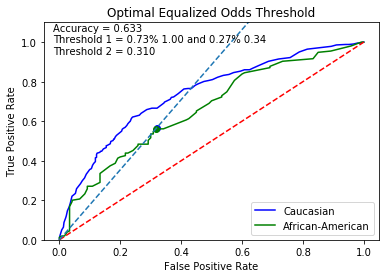 Optimal Equalized Odds Threshold
Accuracy = 0.633
Threshold 1 = 0.73% 1.00 and 0.27% 0.34
Threshold 2 = 0.310
1.0
0.8
0.6
0.4
0.2
0.0
True Positive Rate
Caucasian
African-American
0.0 0.2 0.4 0.6 0.8 1.0
False Positive Rate